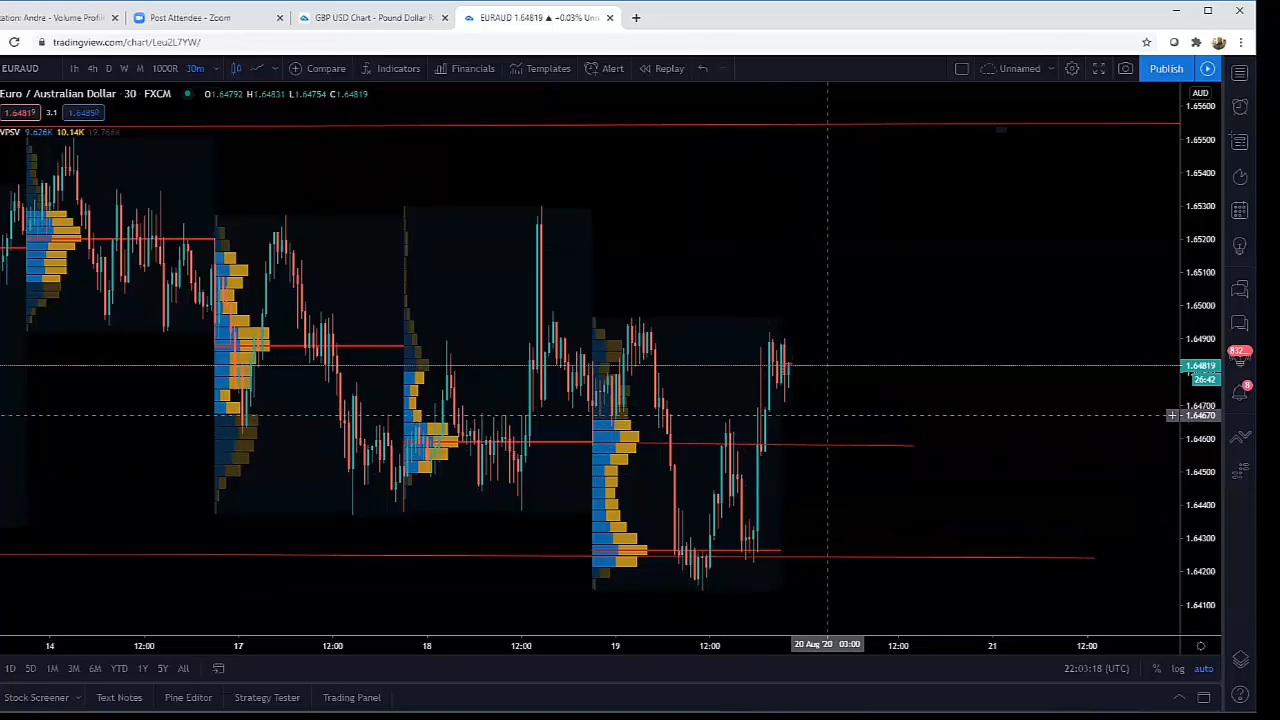 tation: Andre - Volume Profil
Post Attendee - Zoom
GBP USD Chart - Pound Dollar R
EURAUD 1.64819 ▲ +0.03% Unn
tradingview.com/chart/Leu2L7YW/
EURAUD 1h 4h D W M 1000R 30m Compare Indicators Financials Templates Alert Replay Unnamed Publish
Euro / Australian Dollar · 30 · FXCM O1.64792 H1.64831 L1.64754 C1.64819 AUD
1.64819 3.1 1.64850
VPSV 9.626K 10.14K 19.766K
1.65600
1.65500
1.65400
1.65300
1.65200
1.65100
1.65000
1.64900
832...
1.64819
26:42
8
1.64700
1.64670
1.64600
1.64500
1.64400
1.64300
1.64200
1.64100
14 12:00 17 12:00 18 12:00 19 12:00 20 Aug '20 03:00 12:00 21 12:00
1D 5D 1M 3M 6M YTD 1Y 5Y All 22:03:18 (UTC) % log auto
Stock Screener Text Notes Pine Editor Strategy Tester Trading Panel